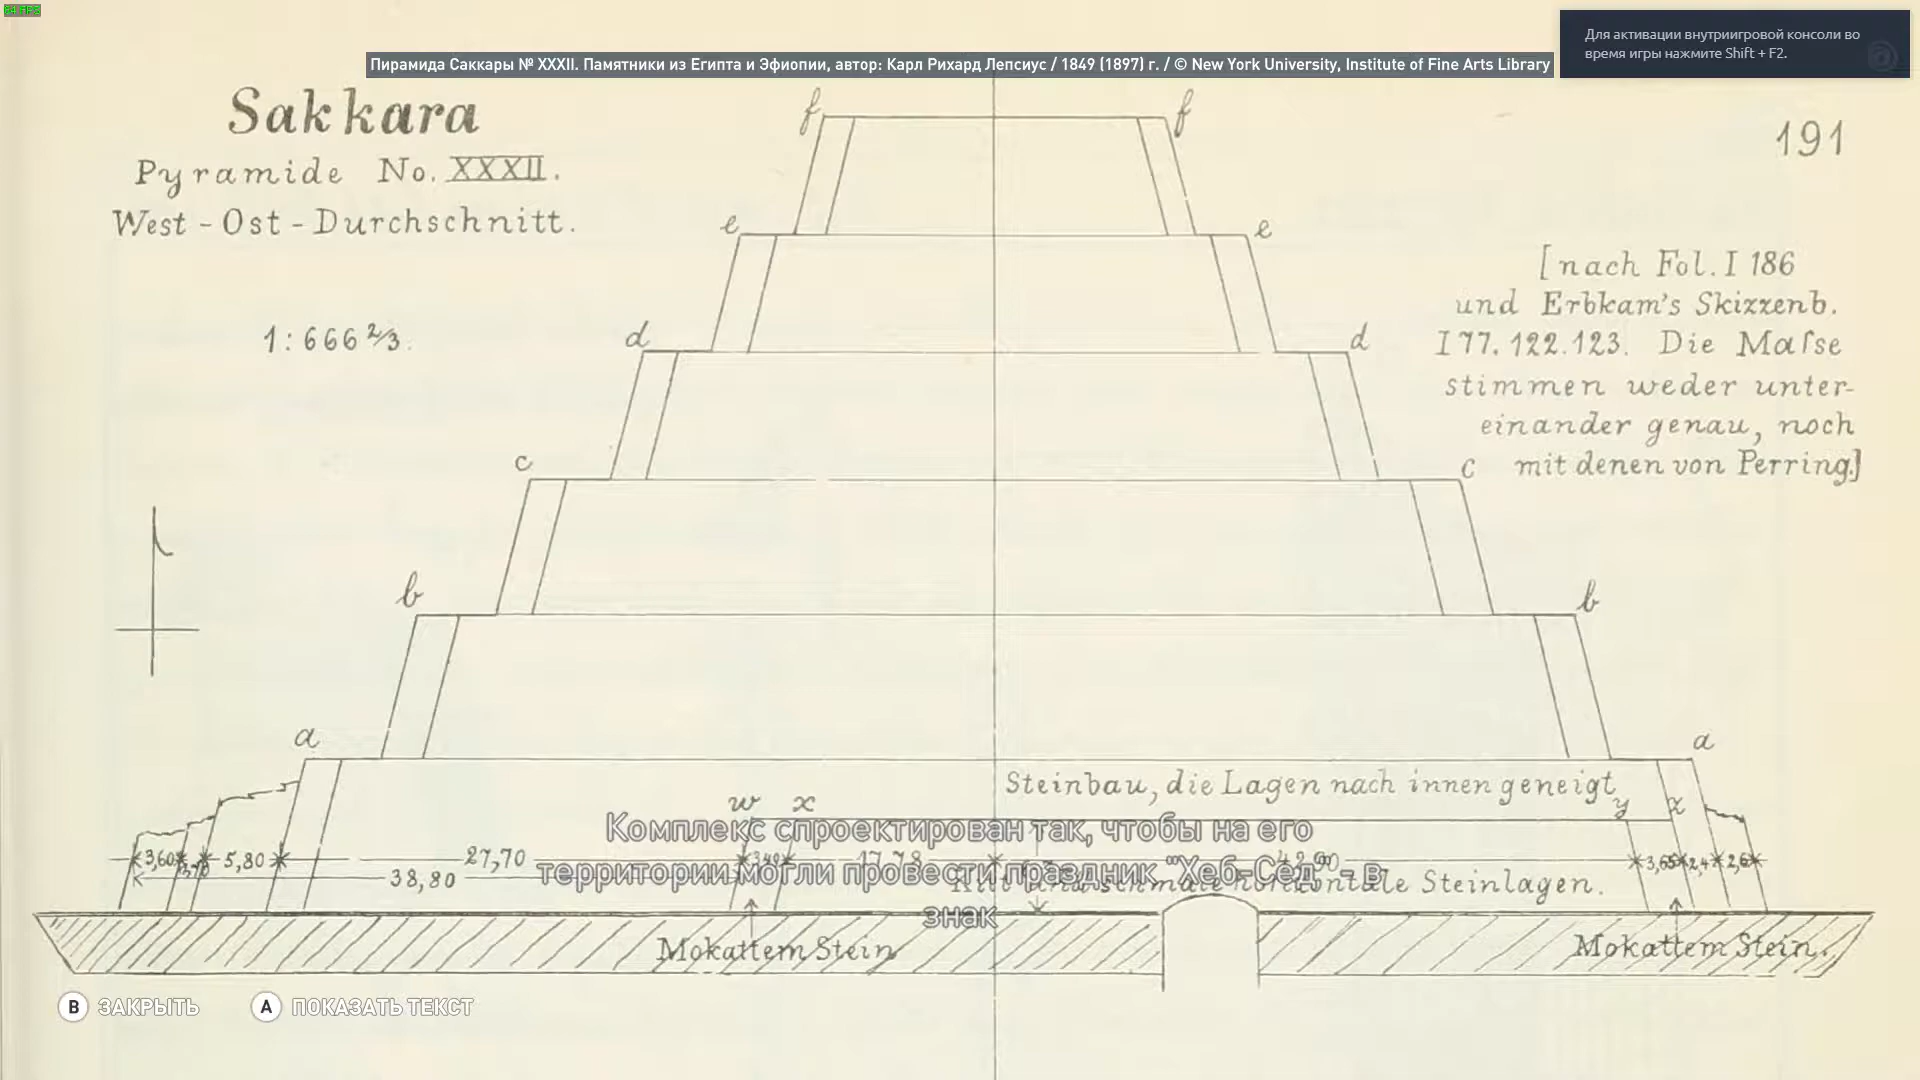 Для активации внутриигровой консоли во
время игры нажмите Shift + F2.
Пирамида Саккары № XXXII. Памятники из Египта и Эфиопии, автор: Карл Рихард Лепсиус / 1849 (1897) г. / © New York University, Institute of Fine Arts Library
Sakkara
Pyramide No. XXXII.
West - Ost - Durchschnitt.
1 : 666 2/3.
191
[nach Fol. I 186
und Erbkam's Skizzenb.
I 77. 122. 123. Die Maſse
stimmen weder unter-
einander genau, noch
mit denen von Perring.]
f f
e e
d d
c c
b b
a a
Steinbau, die Lagen nach innen geneigt
w x y z
3,60 5,80 27,70 3,65 2,4 2,6
38,80
horizontale Steinlagen.
Комплекс спроектирован так, чтобы на его
территории могли провести праздник "Хеб-Сед" - в
знак
Mokattem Stein Mokattem Stein.
B ЗАКРЫТЬ A ПОКАЗАТЬ ТЕКСТ